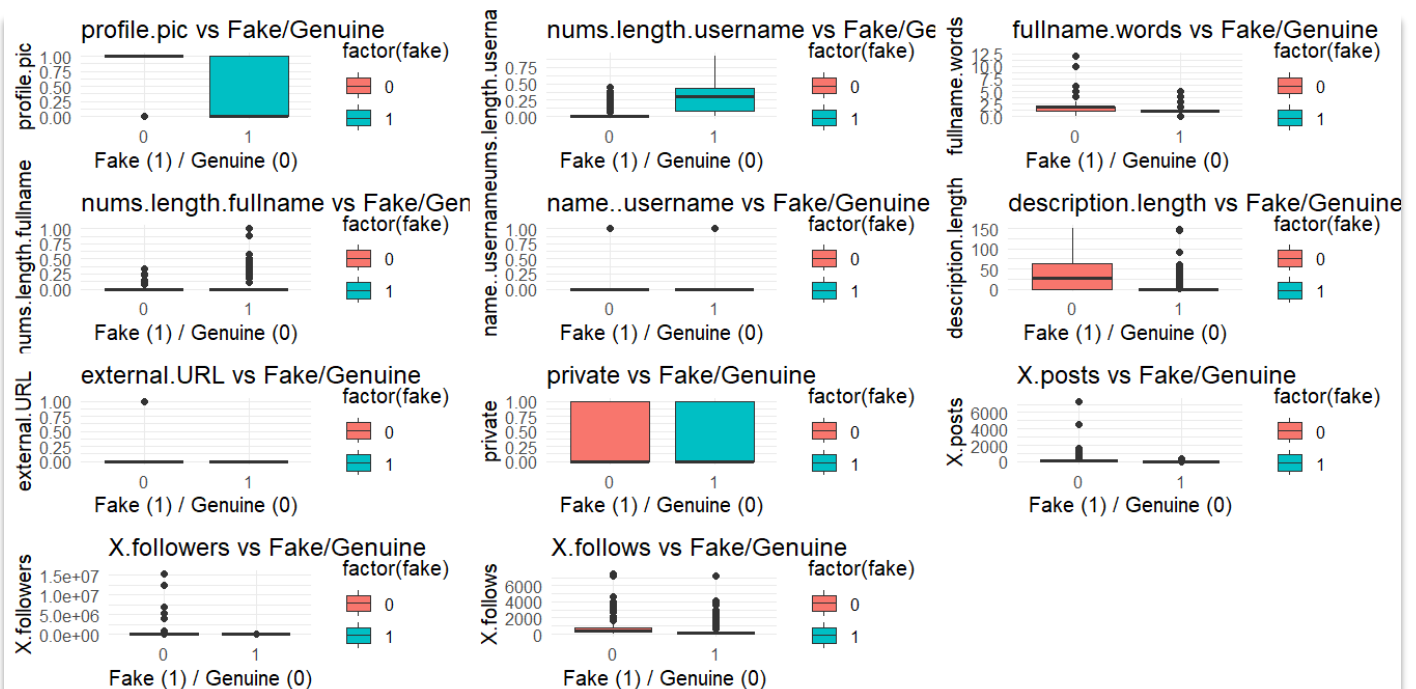 profile.pic vs Fake/Genuine
profile.pic
1.00
0.75
0.50
0.25
0.00
0
1
Fake (1) / Genuine (0)
factor(fake)
0
1
nums.length.username vs Fake/Ge
nums.length.userna
0.75
0.50
0.25
0.00
0
1
Fake (1) / Genuine (0)
factor(fake)
0
1
fullname.words vs Fake/Genuine
fullname.words
12.5
10.0
7.5
5.0
2.5
0.0
0
1
Fake (1) / Genuine (0)
factor(fake)
0
1
nums.length.fullname vs Fake/Gen
nums.length.fullname
1.00
0.75
0.50
0.25
0.00
0
1
Fake (1) / Genuine (0)
factor(fake)
0
1
name..username vs Fake/Genuine
name..username
1.00
0.75
0.50
0.25
0.00
0
1
Fake (1) / Genuine (0)
factor(fake)
0
1
description.length vs Fake/Genuine
description.length
150
100
50
0
0
1
Fake (1) / Genuine (0)
factor(fake)
0
1
external.URL vs Fake/Genuine
external.URL
1.00
0.75
0.50
0.25
0.00
0
1
Fake (1) / Genuine (0)
factor(fake)
0
1
private vs Fake/Genuine
private
1.00
0.75
0.50
0.25
0.00
0
1
Fake (1) / Genuine (0)
factor(fake)
0
1
X.posts vs Fake/Genuine
X.posts
6000
4000
2000
0
0
1
Fake (1) / Genuine (0)
factor(fake)
0
1
X.followers vs Fake/Genuine
X.followers
1.5e+07
1.0e+07
5.0e+06
0.0e+00
0
1
Fake (1) / Genuine (0)
factor(fake)
0
1
X.follows vs Fake/Genuine
X.follows
6000
4000
2000
0
0
1
Fake (1) / Genuine (0)
factor(fake)
0
1